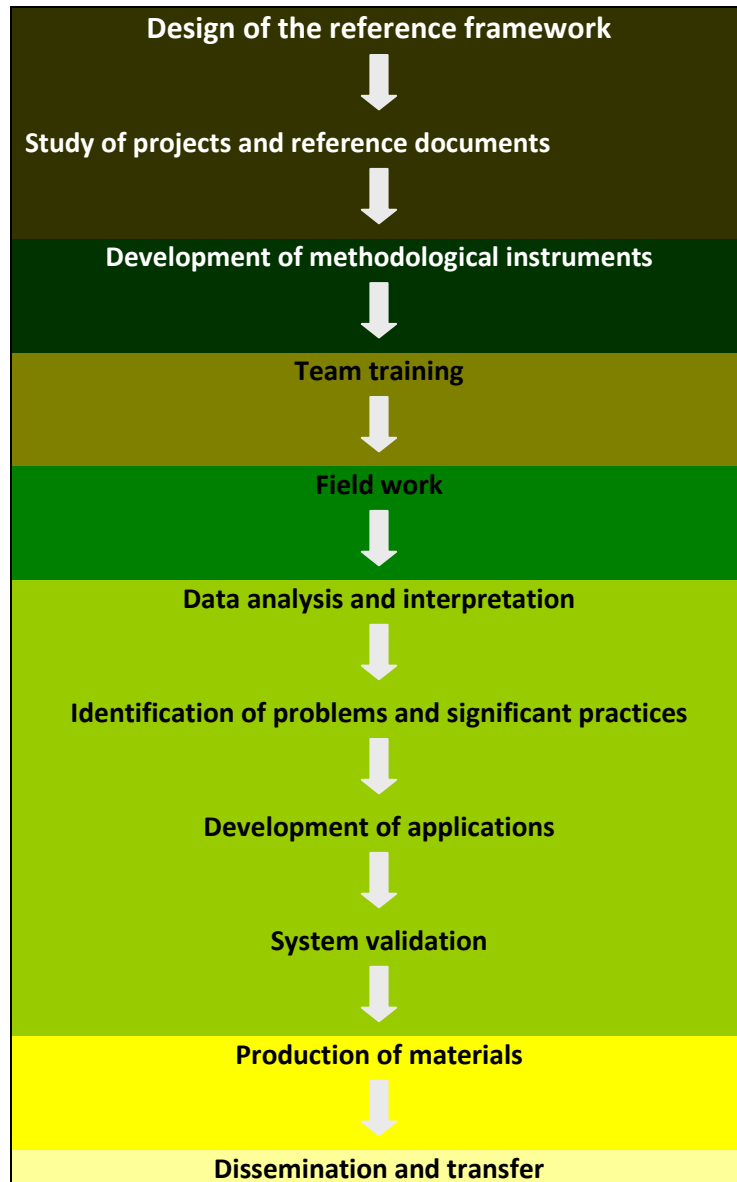 Design of the reference framework
Study of projects and reference documents
Development of methodological instruments
Team training
Field work
Data analysis and interpretation
Identification of problems and significant practices
Development of applications
System validation
Production of materials
Dissemination and transfer